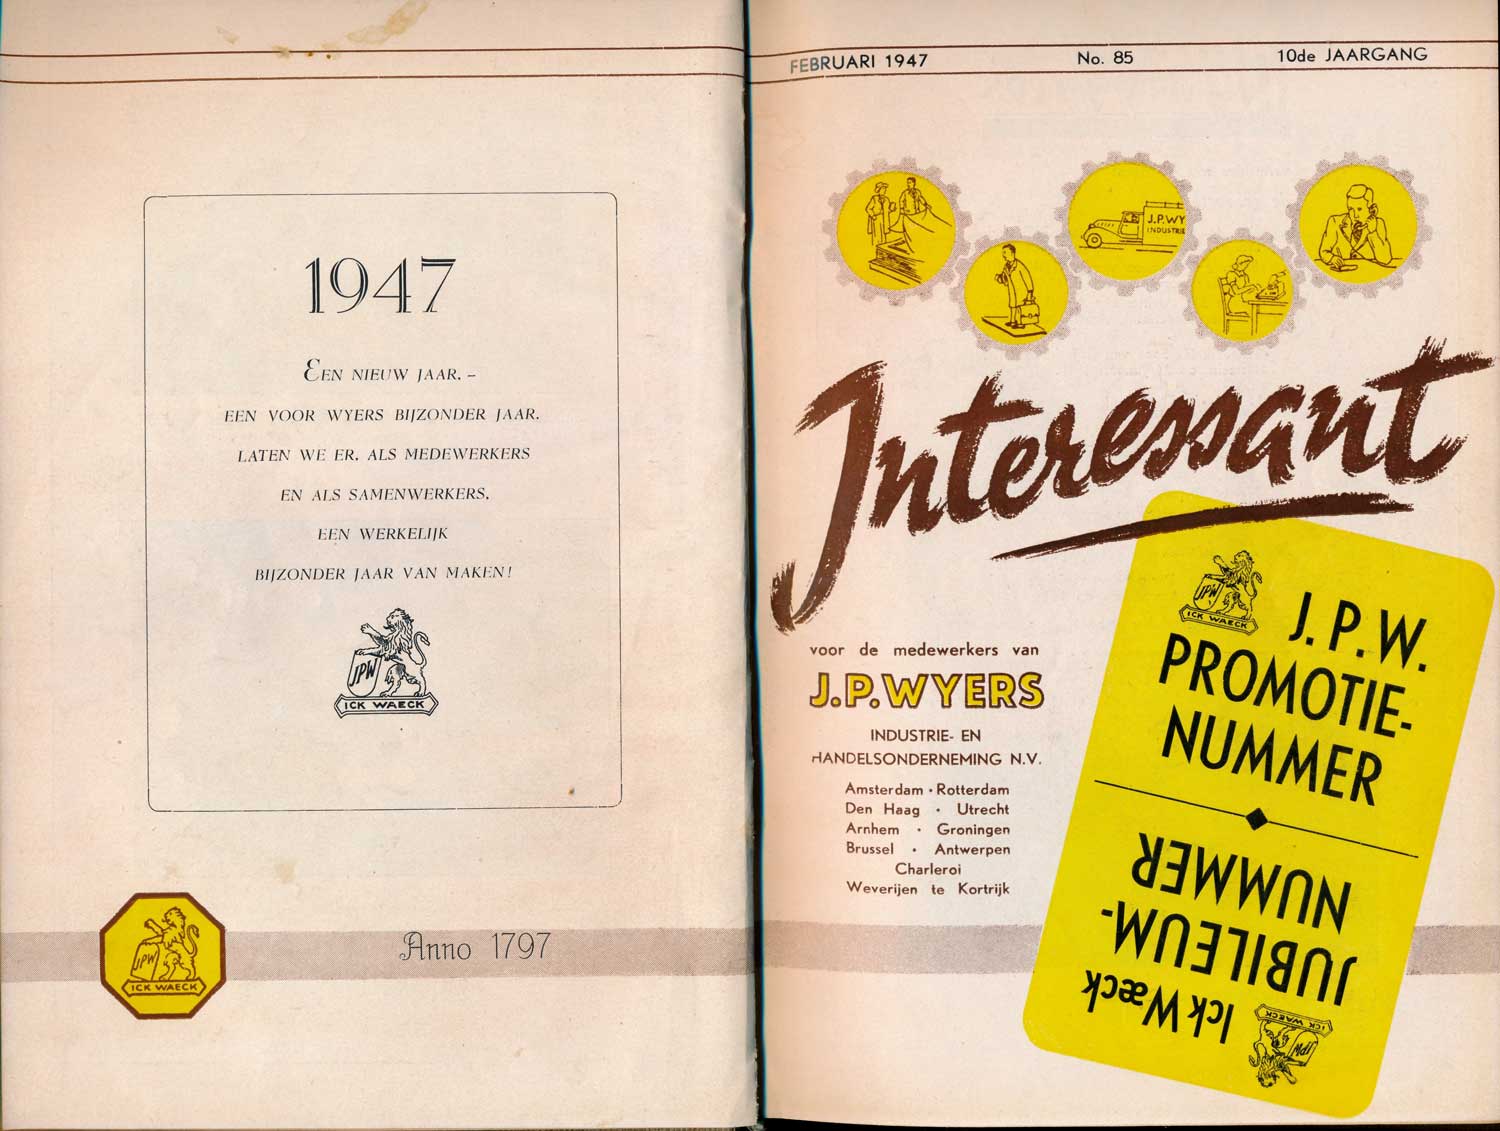 1947
EEN NIEUW JAAR. –
EEN VOOR WYERS BIJZONDER JAAR.
LATEN WE ER, ALS MEDEWERKERS
EN ALS SAMENWERKERS,
EEN WERKELIJK
BIJZONDER JAAR VAN MAKEN!
JPW
ICK WAECK
JPW
ICK WAECK
Anno 1797
FEBRUARI 1947 No. 85 10de JAARGANG
J.P.WY
INDUSTRIE
Interessant
voor de medewerkers van
J.P.WYERS
INDUSTRIE- EN
HANDELSONDERNEMING N.V.
Amsterdam • Rotterdam
Den Haag • Utrecht
Arnhem • Groningen
Brussel • Antwerpen
Charleroi
Weverijen te Kortrijk
JPW
ICK WAECK
J.P.W.
PROMOTIE-
NUMMER
Ick Wæck
JUBILEUM-
NUMMER
JPW
ICK WAECK